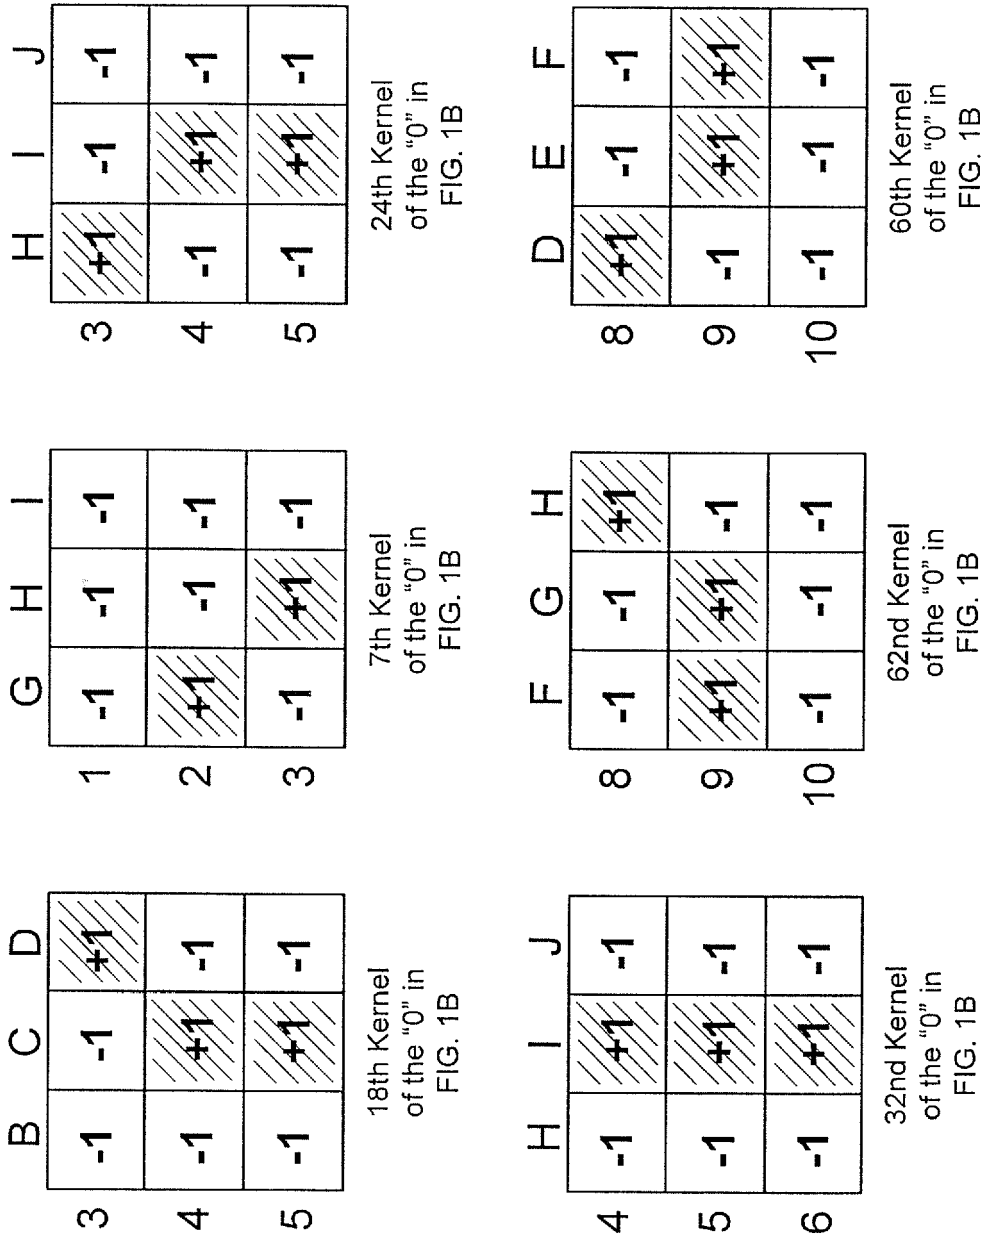 B C D
3 -1 -1 +1
4 -1 +1 -1
5 -1 +1 -1
18th Kernel
of the “0” in
FIG. 1B
G H I
1 -1 -1 -1
2 +1 -1 -1
3 -1 +1 -1
7th Kernel
of the “0” in
FIG. 1B
H I J
3 +1 -1 -1
4 -1 +1 -1
5 -1 +1 -1
24th Kernel
of the “0” in
FIG. 1B
H I J
4 -1 +1 -1
5 -1 +1 -1
6 -1 +1 -1
32nd Kernel
of the “0” in
FIG. 1B
F G H
8 -1 -1 +1
9 +1 +1 -1
10 -1 -1 -1
62nd Kernel
of the “0” in
FIG. 1B
D E F
8 +1 -1 -1
9 -1 +1 +1
10 -1 -1 -1
60th Kernel
of the “0” in
FIG. 1B